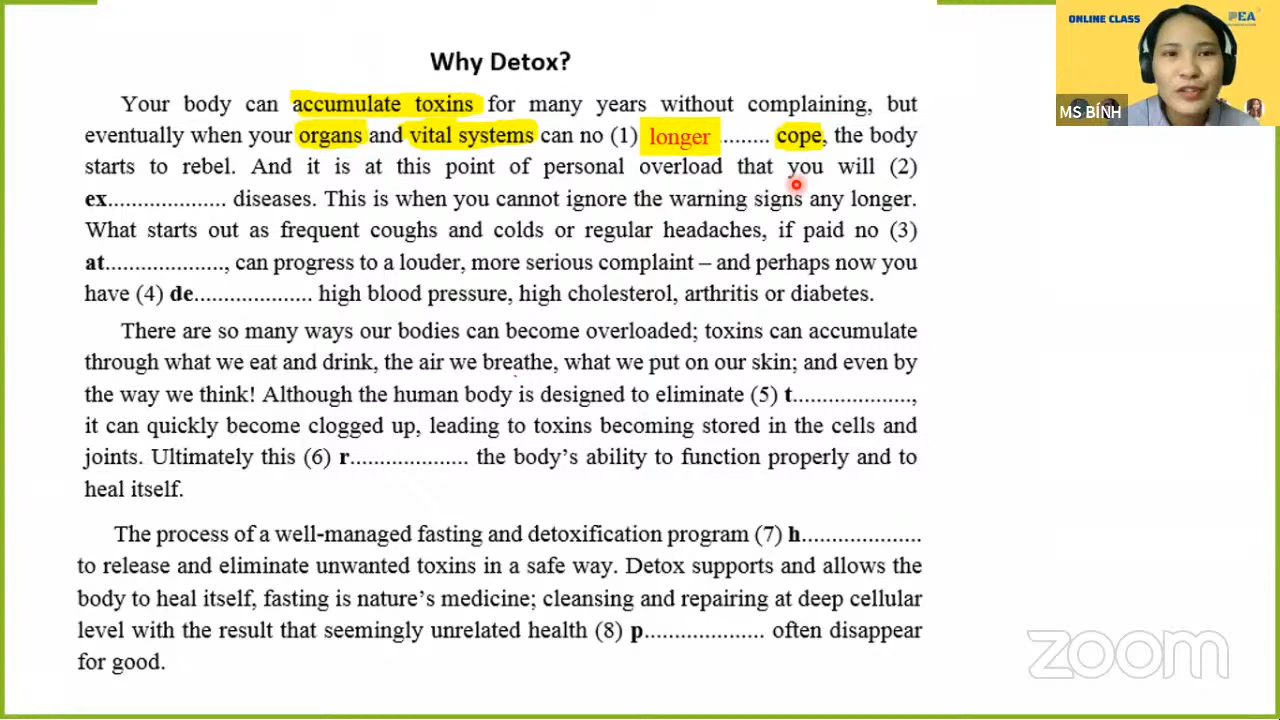 ONLINE CLASS
PEA
MS BÍNH
Why Detox?
Your body can accumulate toxins for many years without complaining, but
eventually when your organs and vital systems can no (1) longer ........ cope, the body
starts to rebel. And it is at this point of personal overload that you will (2)
ex.................... diseases. This is when you cannot ignore the warning signs any longer.
What starts out as frequent coughs and colds or regular headaches, if paid no (3)
at...................., can progress to a louder, more serious complaint – and perhaps now you
have (4) de.................... high blood pressure, high cholesterol, arthritis or diabetes.
There are so many ways our bodies can become overloaded; toxins can accumulate
through what we eat and drink, the air we breathe, what we put on our skin; and even by
the way we think! Although the human body is designed to eliminate (5) t....................,
it can quickly become clogged up, leading to toxins becoming stored in the cells and
joints. Ultimately this (6) r.................... the body's ability to function properly and to
heal itself.
The process of a well-managed fasting and detoxification program (7) h....................
to release and eliminate unwanted toxins in a safe way. Detox supports and allows the
body to heal itself, fasting is nature's medicine; cleansing and repairing at deep cellular
level with the result that seemingly unrelated health (8) p.................... often disappear
for good.
zoom